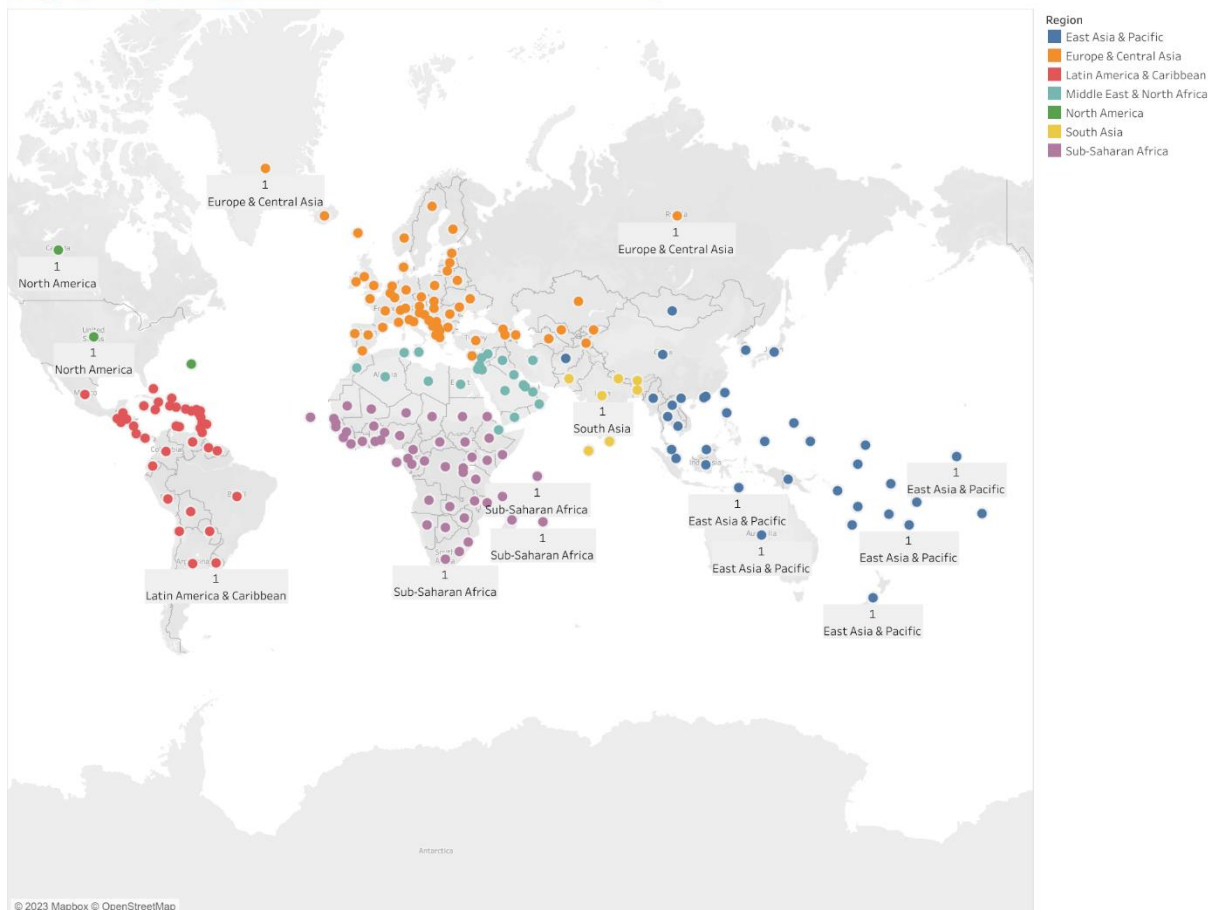 Region
East Asia & Pacific
Europe & Central Asia
Latin America & Caribbean
Middle East & North Africa
North America
South Asia
Sub-Saharan Africa
1
Europe & Central Asia
1
Europe & Central Asia
1
North America
United
1
North America
1
South Asia
1
East Asia & Pacific
1
Sub-Saharan Africa
1
East Asia & Pacific
1
Sub-Saharan Africa
1
East Asia & Pacific
Australia
1
East Asia & Pacific
1
Latin America & Caribbean
1
Sub-Saharan Africa
1
East Asia & Pacific
Antarctica
© 2023 Mapbox © OpenStreetMap